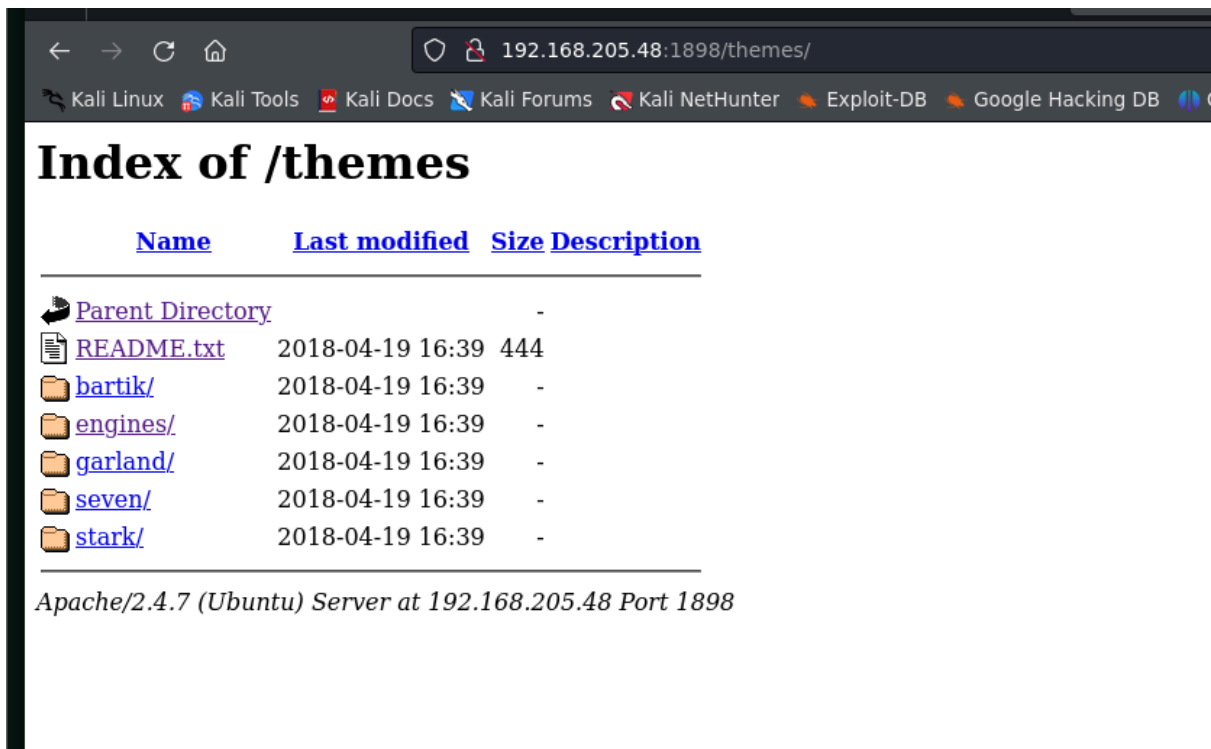 192.168.205.48:1898/themes/
Kali Linux Kali Tools Kali Docs Kali Forums Kali NetHunter Exploit-DB Google Hacking DB
Index of /themes
Name Last modified Size Description
Parent Directory -
README.txt 2018-04-19 16:39 444
bartik/ 2018-04-19 16:39 -
engines/ 2018-04-19 16:39 -
garland/ 2018-04-19 16:39 -
seven/ 2018-04-19 16:39 -
stark/ 2018-04-19 16:39 -
Apache/2.4.7 (Ubuntu) Server at 192.168.205.48 Port 1898